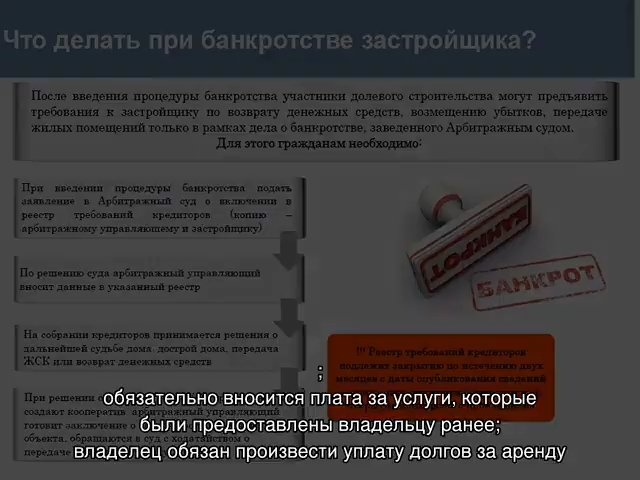 Что делать при банкротстве застройщика?
После введения процедуры банкротства участники долевого строительства могут предъявить
требования к застройщику по возврату денежных средств, возмещению убытков, передаче
жилых помещений только в рамках дела о банкротстве, заведенного Арбитражным судом.
Для этого гражданам необходимо:
При введении процедуры банкротства подать
заявление в Арбитражный суд о включении в
реестр требований кредиторов (копию –
арбитражному управляющему и застройщику)
БАНКРОТ
БАНКРОТ
По решению суда арбитражный управляющий
вносит данные в указанный реестр
На собрании кредиторов принимается решения о
дальнейшей судьбе дома, достройка дома, передача
ЖСК или возврат денежных средств
!!! Реестр требований кредиторов
подлежит закрытию по истечению двух
месяцев с даты опубликования сведений
При решении
создают кооператив арбитражный управляющий
готовит заключение о
объекта, обращаются в суд с ходатайством о
передаче
;
обязательно вносится плата за услуги, которые
были предоставлены владельцу ранее;
владелец обязан произвести уплату долгов за аренду